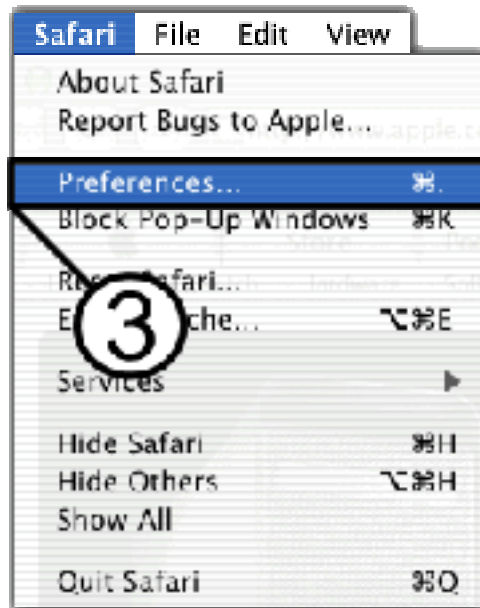 Safari File Edit View
About Safari
Report Bugs to Apple...
Preferences... ⌘.
Block Pop-Up Windows ⌘K
Safari...
3
⌥⌘E
Services
Hide Safari ⌘H
Hide Others ⌥⌘H
Show All
Quit Safari ⌘Q